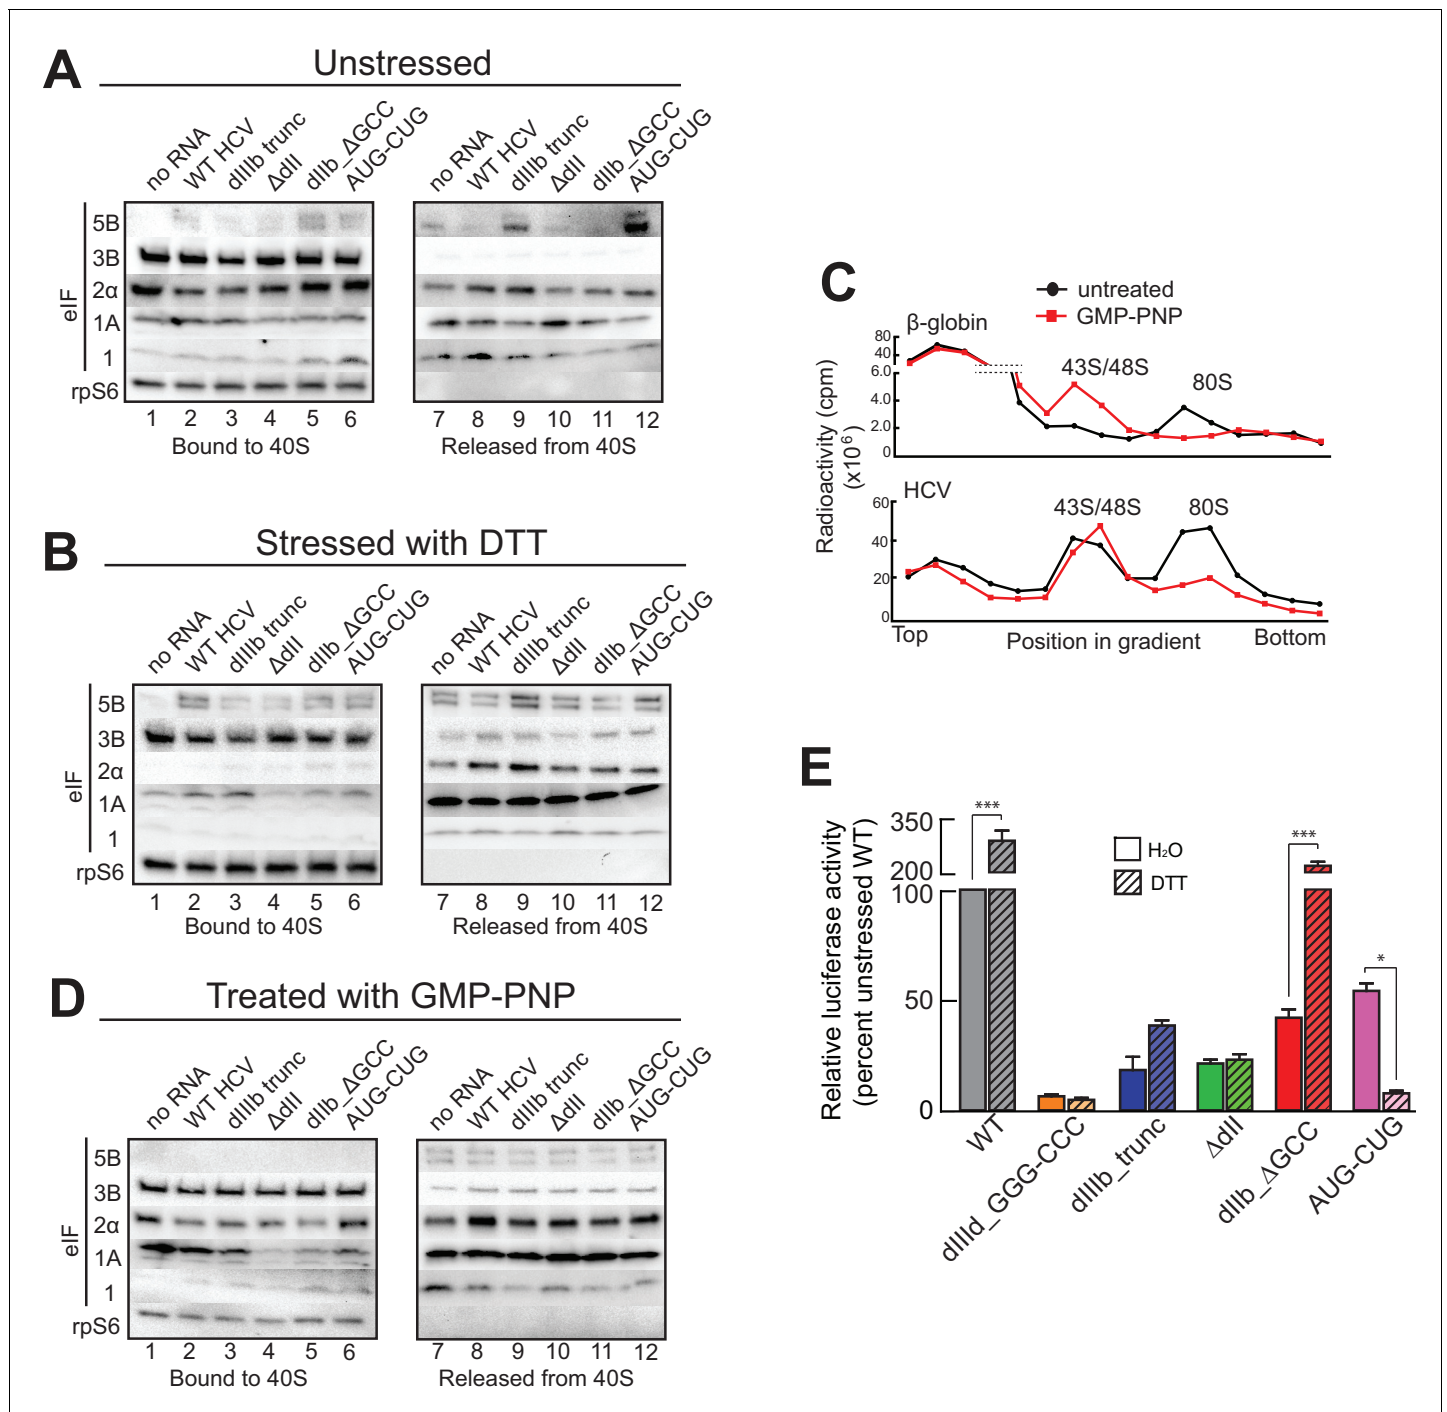 A
Unstressed
no RNA
WT HCV
dIIIb trunc
ΔdII
dIIb_ΔGCC
AUG-CUG
no RNA
WT HCV
dIIIb trunc
ΔdII
dIIb_ΔGCC
AUG-CUG
eIF
5B
3B
2α
1A
1
rpS6
1 2 3 4 5 6
7 8 9 10 11 12
Bound to 40S
Released from 40S
B
Stressed with DTT
no RNA
WT HCV
dIIIb trunc
ΔdII
dIIb_ΔGCC
AUG-CUG
no RNA
WT HCV
dIIIb trunc
ΔdII
dIIb_ΔGCC
AUG-CUG
eIF
5B
3B
2α
1A
1
rpS6
1 2 3 4 5 6
7 8 9 10 11 12
Bound to 40S
Released from 40S
C
untreated
GMP-PNP
β-globin
43S/48S
80S
80
40
6.0
4.0
2.0
0
Radioactivity (cpm)
(x10⁶)
HCV
43S/48S
80S
60
40
20
0
Top
Position in gradient
Bottom
D
Treated with GMP-PNP
no RNA
WT HCV
dIIIb trunc
ΔdII
dIIb_ΔGCC
AUG-CUG
no RNA
WT HCV
dIIIb trunc
ΔdII
dIIb_ΔGCC
AUG-CUG
eIF
5B
3B
2α
1A
1
rpS6
1 2 3 4 5 6
7 8 9 10 11 12
Bound to 40S
Released from 40S
E
Relative luciferase activity
(percent unstressed WT)
350
200
100
50
0
H₂O
DTT
***
***
*
WT
dIIId_GGG-CCC
dIIIb_trunc
ΔdII
dIIb_ΔGCC
AUG-CUG